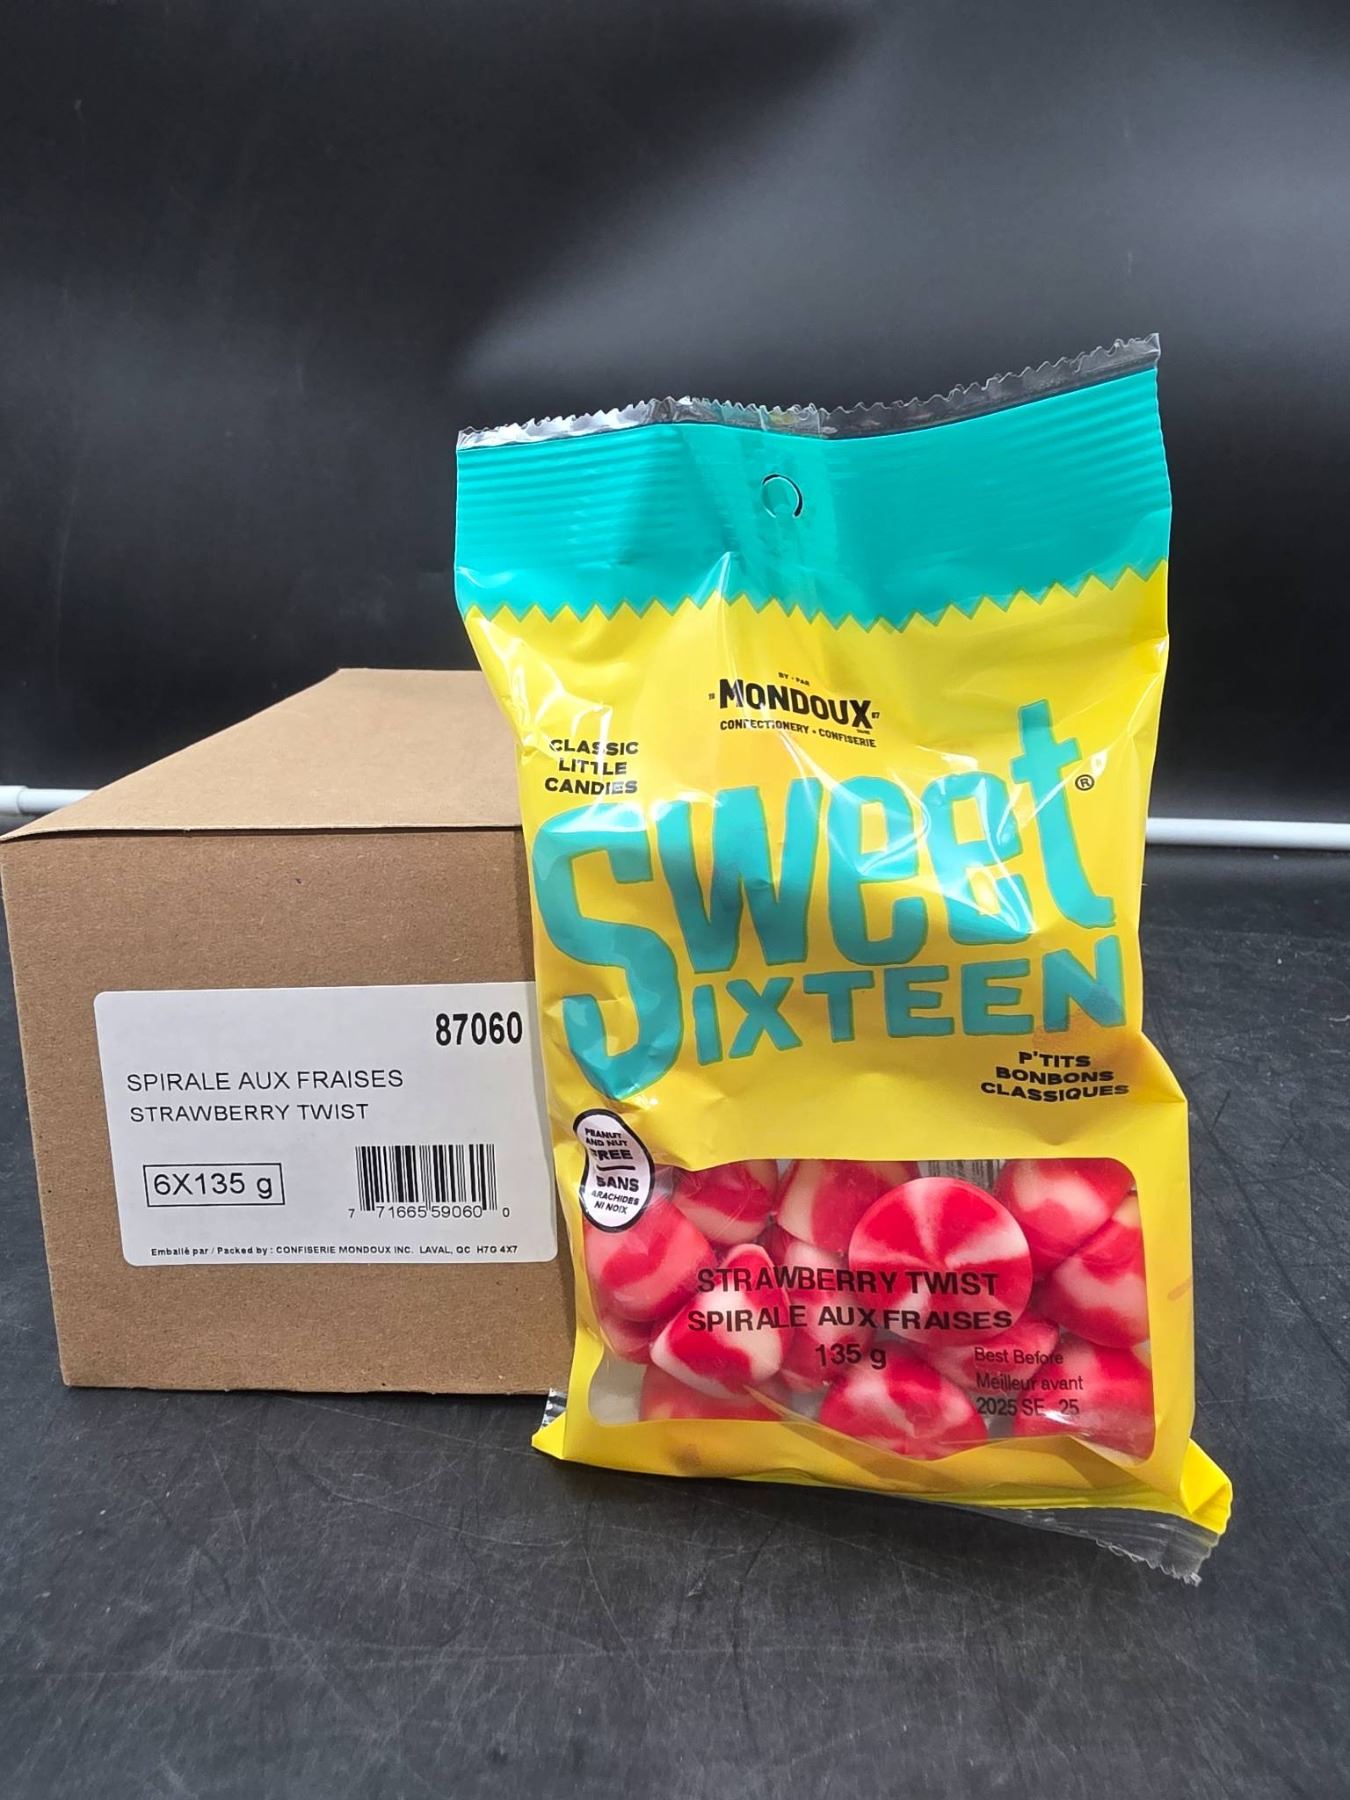 BY • PAR
19 MONDOUX 67
CONFECTIONERY • CONFISERIE
CLASSIC
LITTLE
CANDIES
Sweet ®
SIXTEEN
P'TITS
BONBONS
CLASSIQUES
PEANUT
AND NUT
FREE
SANS
ARACHIDES
NI NOIX
STRAWBERRY TWIST
SPIRALE AUX FRAISES
135 g
Best Before
Meilleur avant
2025 SE 25
87060
SPIRALE AUX FRAISES
STRAWBERRY TWIST
6X135 g
7 71665 59060 0
Emballé par / Packed by : CONFISERIE MONDOUX INC. LAVAL, QC H7G 4X7